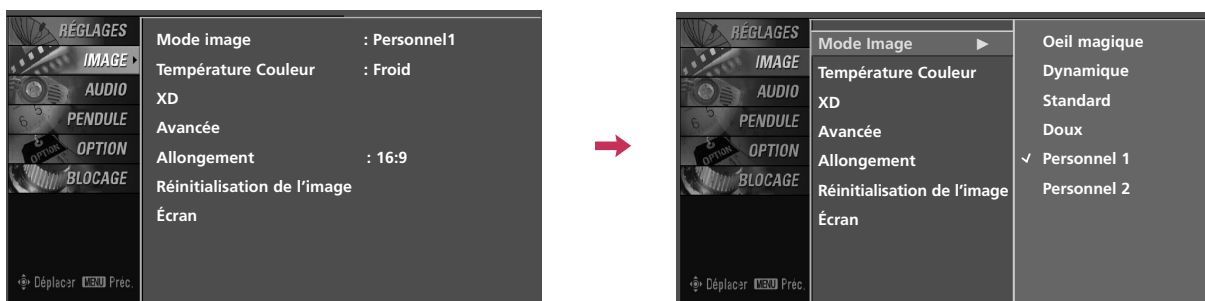 RÉGLAGES
IMAGE
AUDIO
PENDULE
OPTION
BLOCAGE
Déplacer MENU Préc.
Mode image : Personnel1
Température Couleur : Froid
XD
Avancée
Allongement : 16:9
Réinitialisation de l'image
Écran
RÉGLAGES
IMAGE
AUDIO
PENDULE
OPTION
BLOCAGE
Déplacer MENU Préc.
Mode Image
Température Couleur
XD
Avancée
Allongement
Réinitialisation de l'image
Écran
Oeil magique
Dynamique
Standard
Doux
Personnel 1
Personnel 2